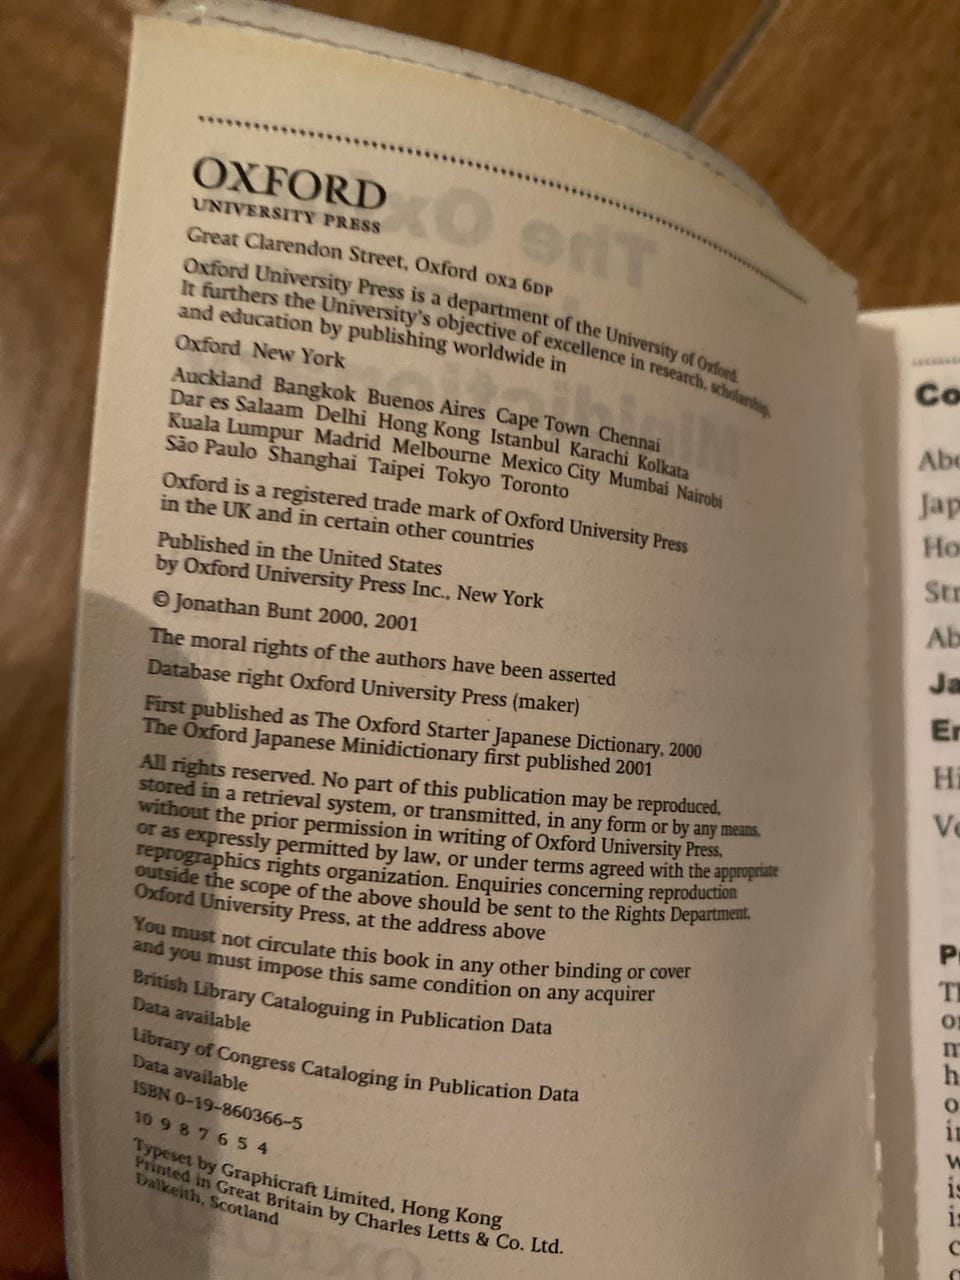 OXFORD
UNIVERSITY PRESS
Great Clarendon Street, Oxford OX2 6DP
Oxford University Press is a department of the University of Oxford.
It furthers the University's objective of excellence in research, scholarship,
and education by publishing worldwide in
Oxford New York
Auckland Bangkok Buenos Aires Cape Town Chennai
Dar es Salaam Delhi Hong Kong Istanbul Karachi Kolkata
Kuala Lumpur Madrid Melbourne Mexico City Mumbai Nairobi
São Paulo Shanghai Taipei Tokyo Toronto
Oxford is a registered trade mark of Oxford University Press
in the UK and in certain other countries
Published in the United States
by Oxford University Press Inc., New York
© Jonathan Bunt 2000, 2001
The moral rights of the authors have been asserted
Database right Oxford University Press (maker)
First published as The Oxford Starter Japanese Dictionary, 2000
The Oxford Japanese Minidictionary first published 2001
All rights reserved. No part of this publication may be reproduced,
stored in a retrieval system, or transmitted, in any form or by any means,
without the prior permission in writing of Oxford University Press,
or as expressly permitted by law, or under terms agreed with the appropriate
reprographics rights organization. Enquiries concerning reproduction
outside the scope of the above should be sent to the Rights Department,
Oxford University Press, at the address above
You must not circulate this book in any other binding or cover
and you must impose this same condition on any acquirer
British Library Cataloguing in Publication Data
Data available
Library of Congress Cataloging in Publication Data
Data available
ISBN 0-19-860366-5
10 9 8 7 6 5 4
Typeset by Graphicraft Limited, Hong Kong
Printed in Great Britain by Charles Letts & Co. Ltd.
Dalkeith, Scotland